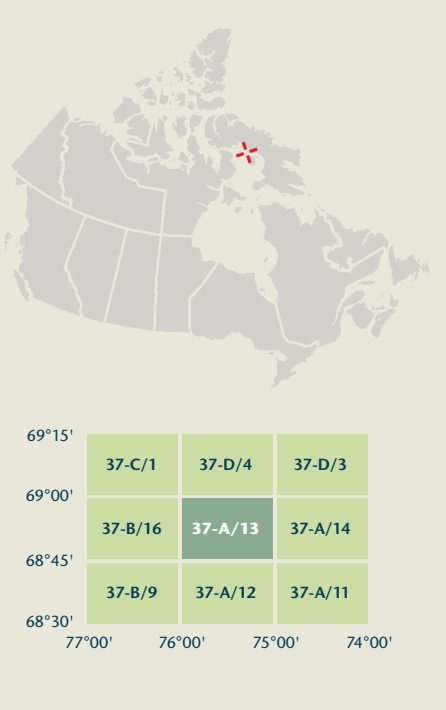 69°15'
37-C/1 37-D/4 37-D/3
69°00'
37-B/16 37-A/13 37-A/14
68°45'
37-B/9 37-A/12 37-A/11
68°30'
77°00' 76°00' 75°00' 74°00'